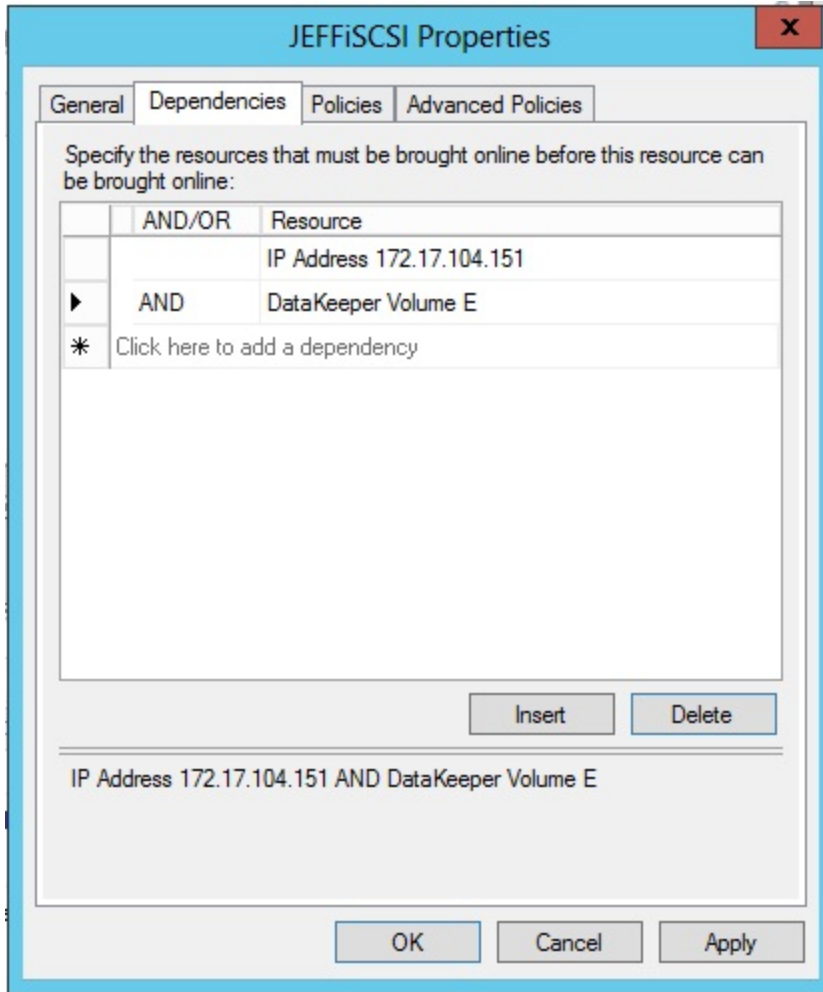 JEFFiSCSI Properties
x
General Dependencies Policies Advanced Policies
Specify the resources that must be brought online before this resource can
be brought online:
AND/OR Resource
IP Address 172.17.104.151
AND DataKeeper Volume E
Click here to add a dependency
Insert Delete
IP Address 172.17.104.151 AND DataKeeper Volume E
OK Cancel Apply